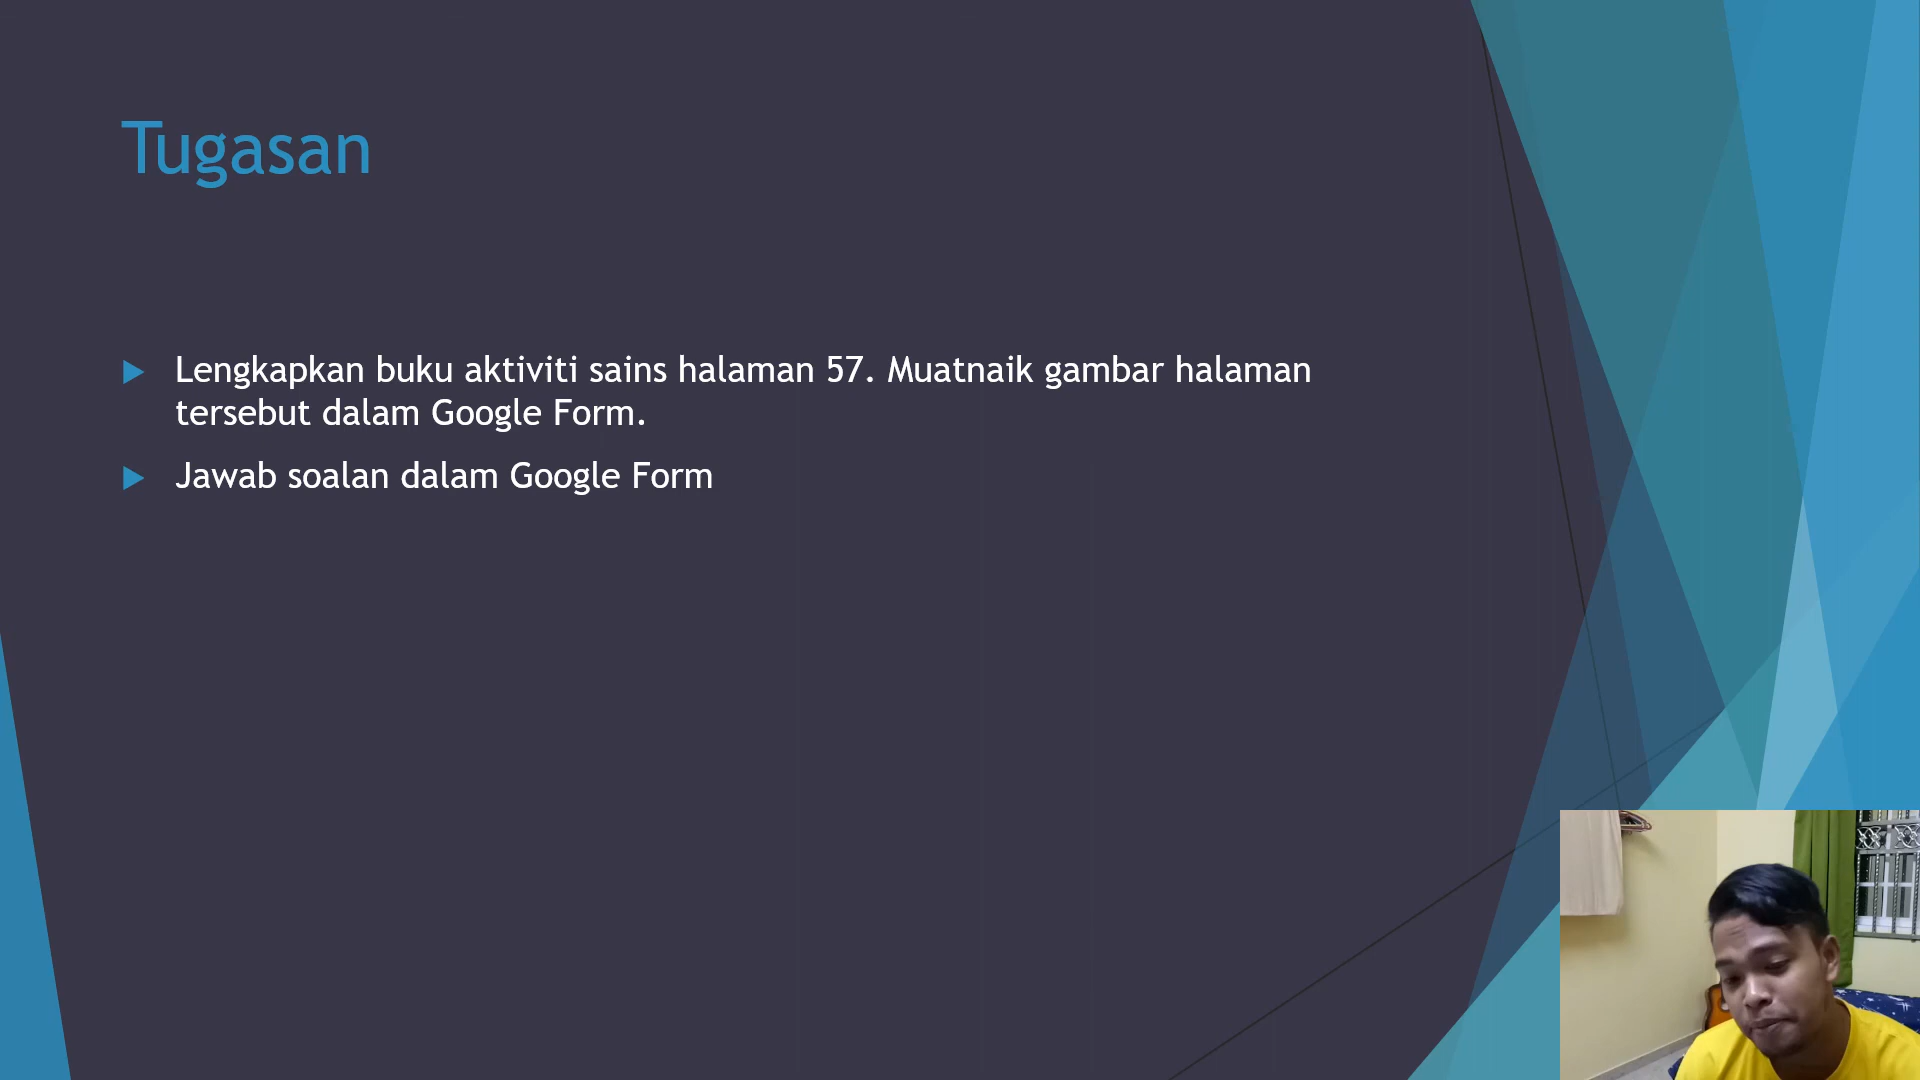 Tugasan
Lengkapkan buku aktiviti sains halaman 57. Muatnaik gambar halaman
tersebut dalam Google Form.
Jawab soalan dalam Google Form